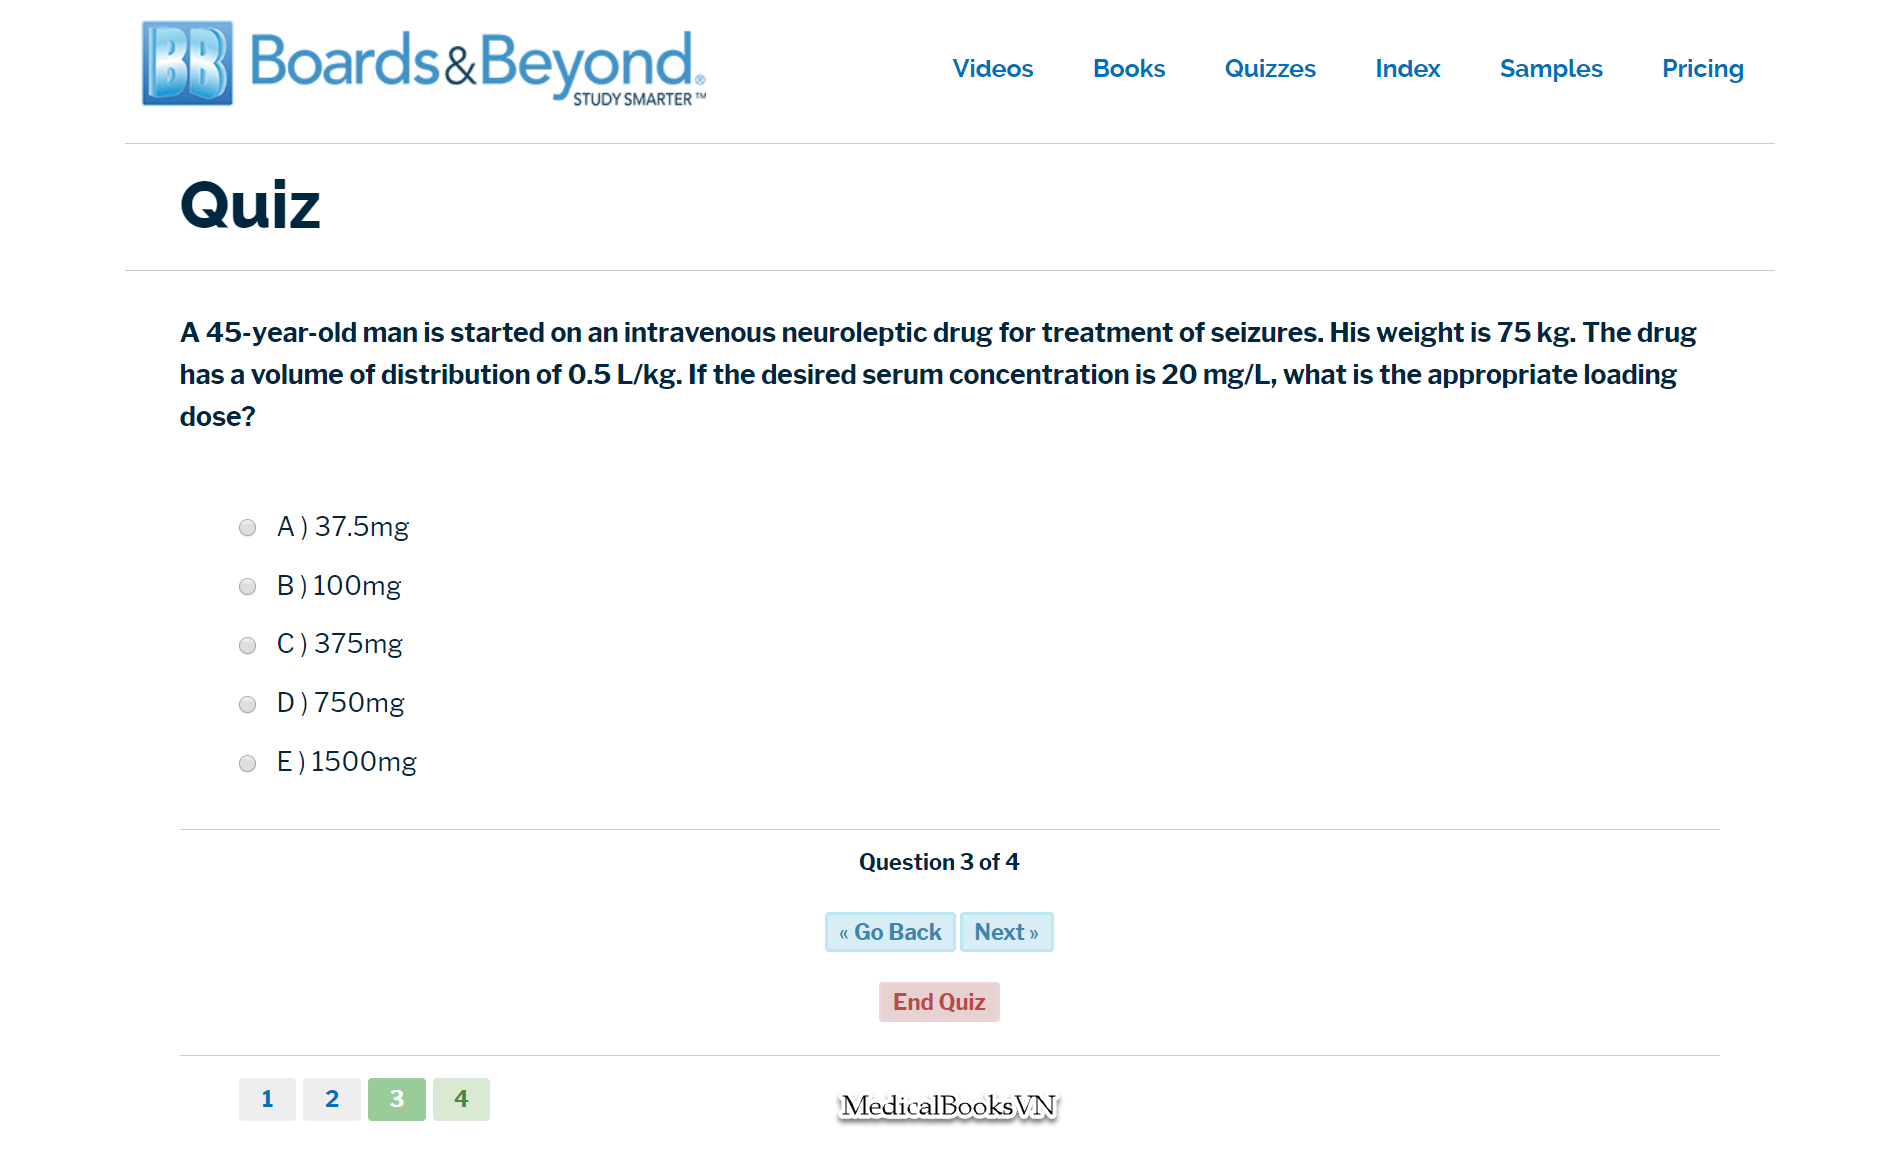 BB Boards&Beyond®
STUDY SMARTER™
Videos Books Quizzes Index Samples Pricing
Quiz
A 45-year-old man is started on an intravenous neuroleptic drug for treatment of seizures. His weight is 75 kg. The drug
has a volume of distribution of 0.5 L/kg. If the desired serum concentration is 20 mg/L, what is the appropriate loading
dose?
A ) 37.5mg
B ) 100mg
C ) 375mg
D ) 750mg
E ) 1500mg
Question 3 of 4
« Go Back Next »
End Quiz
1 2 3 4
MedicalBooksVN